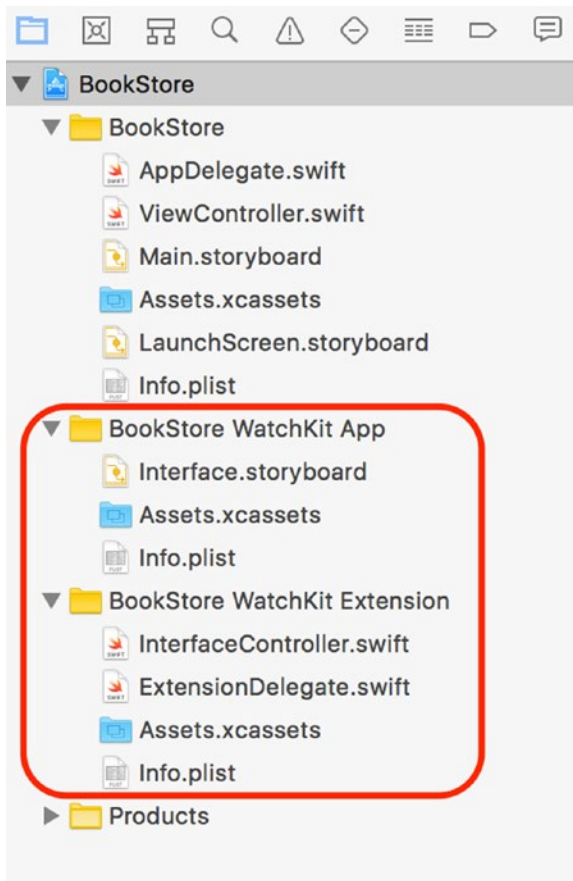 BookStore
BookStore
AppDelegate.swift
ViewController.swift
Main.storyboard
Assets.xcassets
LaunchScreen.storyboard
Info.plist
BookStore WatchKit App
Interface.storyboard
Assets.xcassets
Info.plist
BookStore WatchKit Extension
InterfaceController.swift
ExtensionDelegate.swift
Assets.xcassets
Info.plist
Products